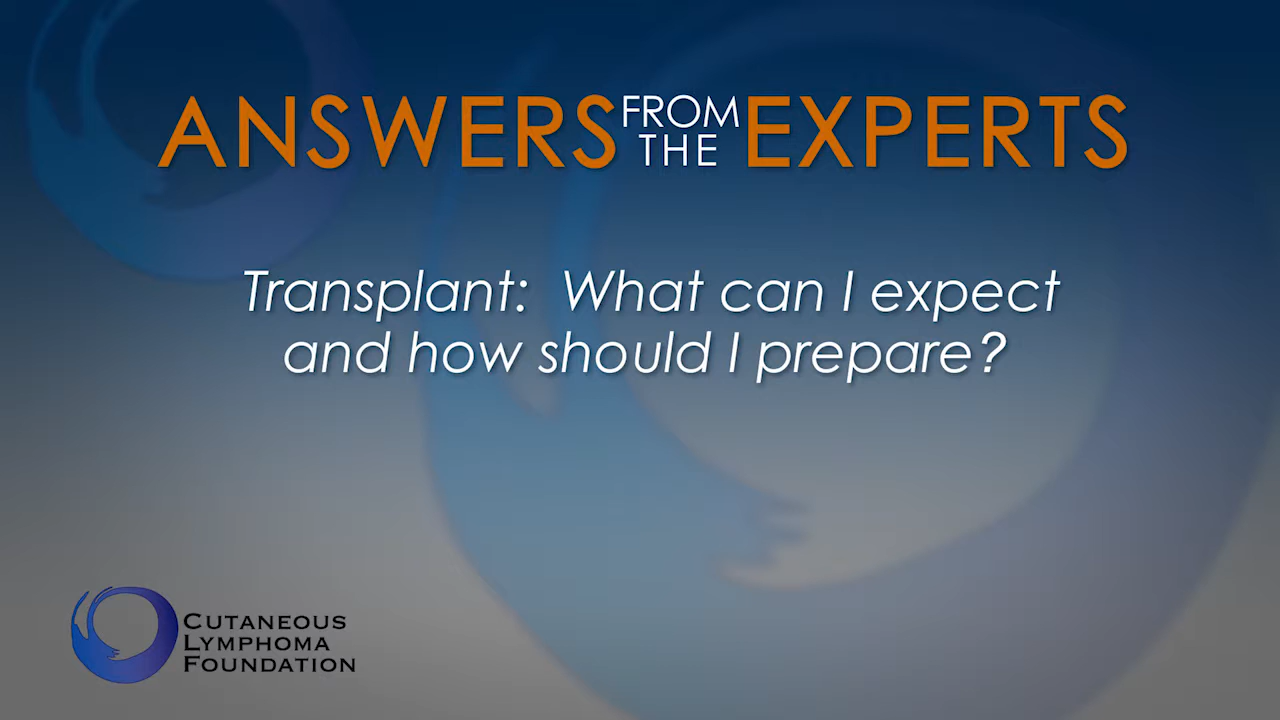 ANSWERS FROM THE EXPERTS
Transplant: What can I expect
and how should I prepare?
CUTANEOUS
LYMPHOMA
FOUNDATION